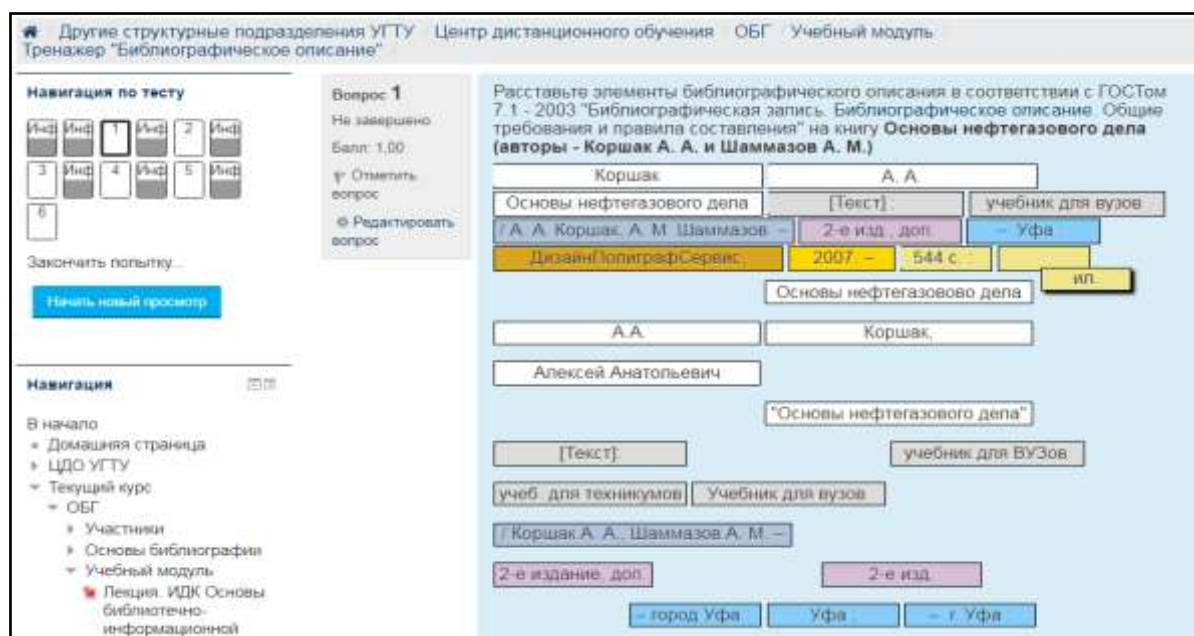 Другие структурные подразделения УГТУ Центр дистанционного обучения ОБГ Учебный модуль
Тренажер "Библиографическое описание"
Навигация по тесту
Инф Инф 1 Инф 2 Инф
3 Инф 4 Инф 5 Инф
6
Закончить попытку...
Начать новый просмотр
Навигация
В начало
Домашняя страница
ЦДО УГТУ
Текущий курс
ОБГ
Участники
Основы библиографии
Учебный модуль
Лекция. ИДК Основы
библиотечно-
информационной
Вопрос 1
Не завершено
Балл: 1,00
Отметить
вопрос
Редактировать
вопрос
Расставьте элементы библиографического описания в соответствии с ГОСТом
7.1 - 2003 "Библиографическая запись. Библиографическое описание. Общие
требования и правила составления" на книгу Основы нефтегазового дела
(авторы - Коршак А. А. и Шаммазов А. М.)
Коршак А. А.
Основы нефтегазового дела [Текст] : учебник для вузов
/ А. А. Коршак, А. М. Шаммазов. – 2-е изд., доп. – Уфа :
ДизайнПолиграфСервис, 2007. – 544 с. :
ил.
Основы нефтегазовово дела
А.А. Коршак,
Алексей Анатольевич
"Основы нефтегазового дела"
[Текст]: учебник для ВУЗов
учеб. для техникумов Учебник для вузов
/ Коршак А. А., Шаммазов А. М. –
2-е издание, доп. 2-е изд.
– город Уфа Уфа : – г. Уфа